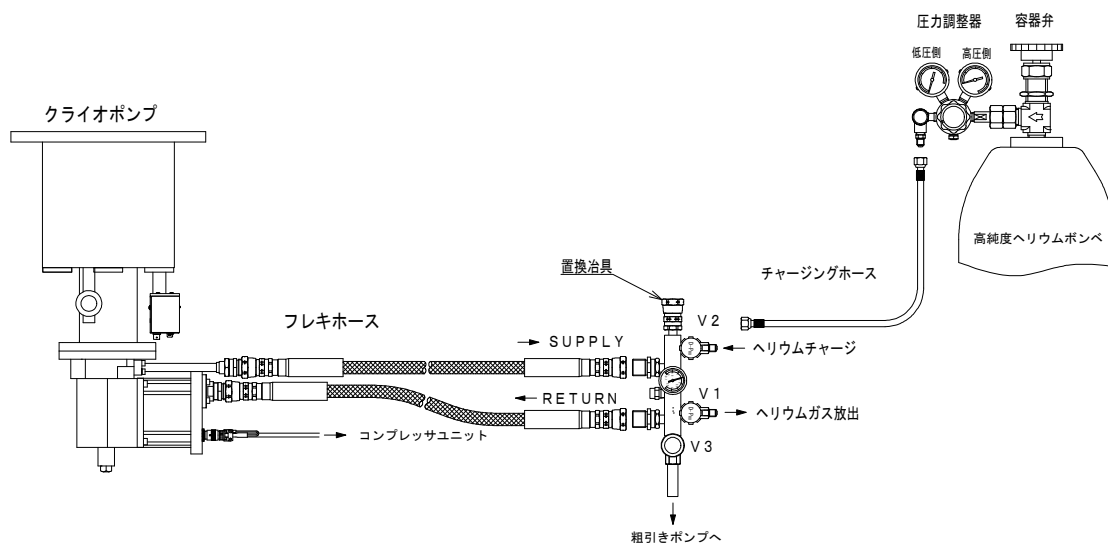 圧力調整器
容器弁
低圧側
高圧側
クライオポンプ
高純度ヘリウムボンベ
置換冶具
チャージングホース
フレキホース
V2
→ SUPPLY
← ヘリウムチャージ
← RETURN
V1
→ ヘリウムガス放出
→ コンプレッサユニット
V3
粗引きポンプへ